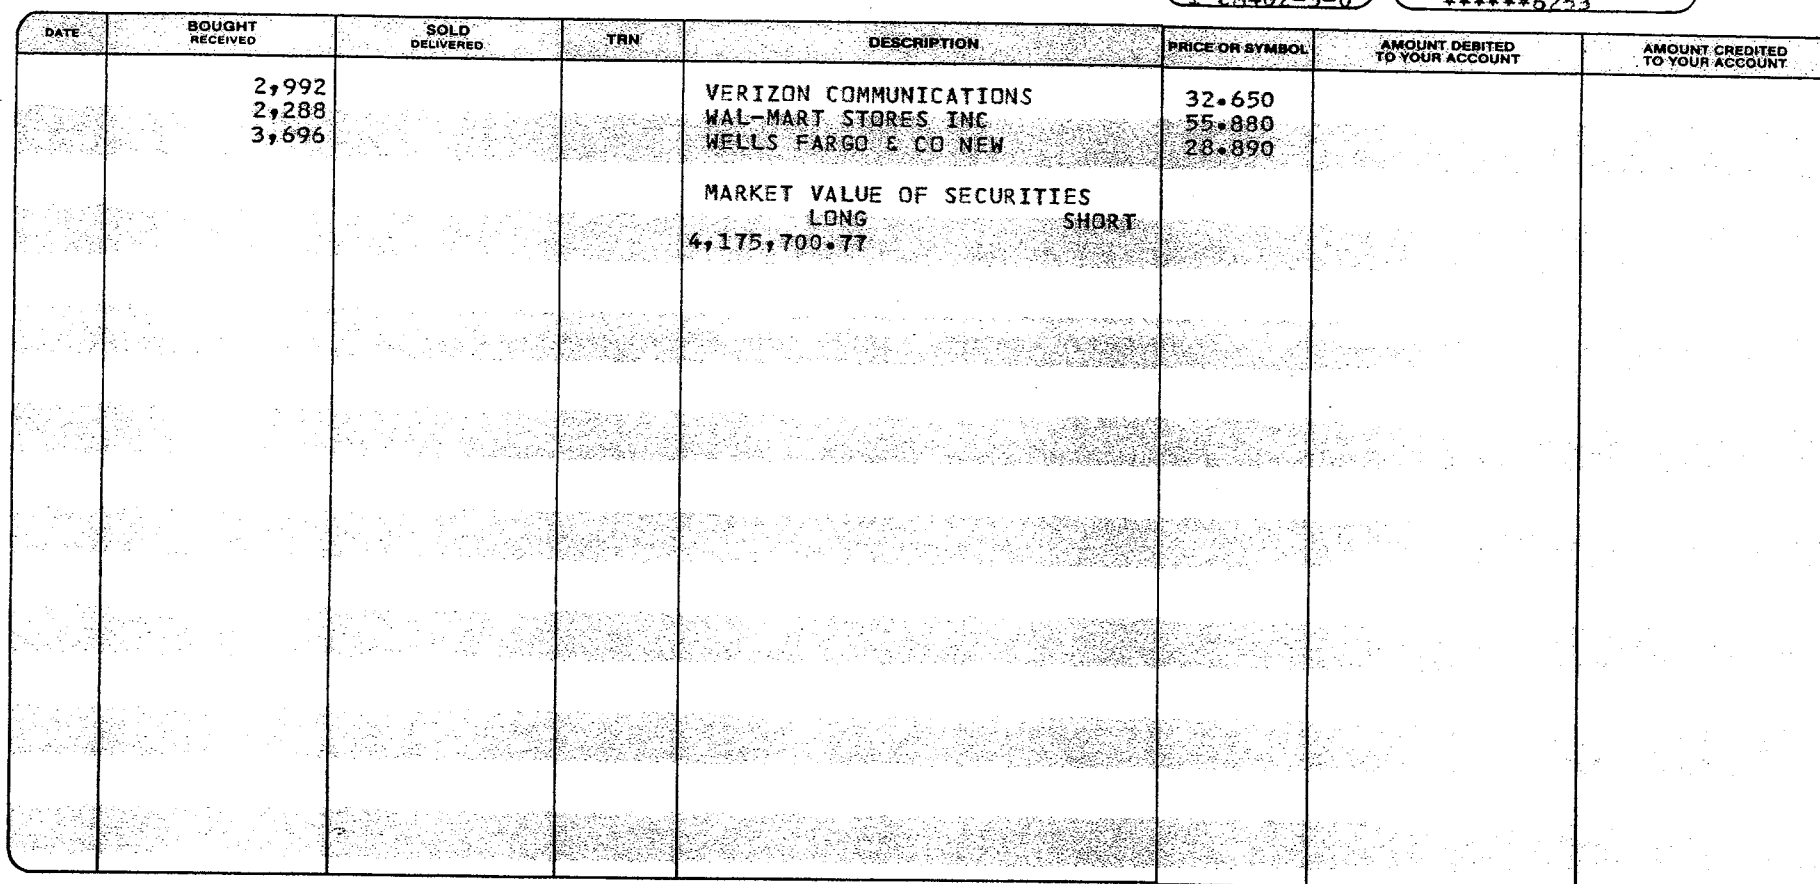 ******8253
DATE BOUGHT RECEIVED SOLD DELIVERED TRN DESCRIPTION PRICE OR SYMBOL AMOUNT DEBITED TO YOUR ACCOUNT AMOUNT CREDITED TO YOUR ACCOUNT
2,992 VERIZON COMMUNICATIONS 32.650
2,288 WAL-MART STORES INC 55.880
3,696 WELLS FARGO & CO NEW 28.890
MARKET VALUE OF SECURITIES
LONG SHORT
4,175,700.77